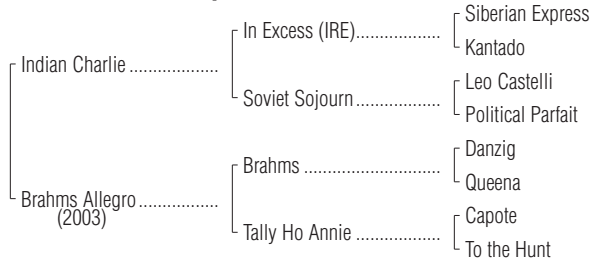 Siberian Express
In Excess (IRE)..................
Kantado
Indian Charlie ...................
Leo Castelli
Soviet Sojourn..................
Political Parfait
Danzig
Brahms .............................
Queena
Brahms Allegro.................
(2003)
Capote
Tally Ho Annie ..................
To the Hunt